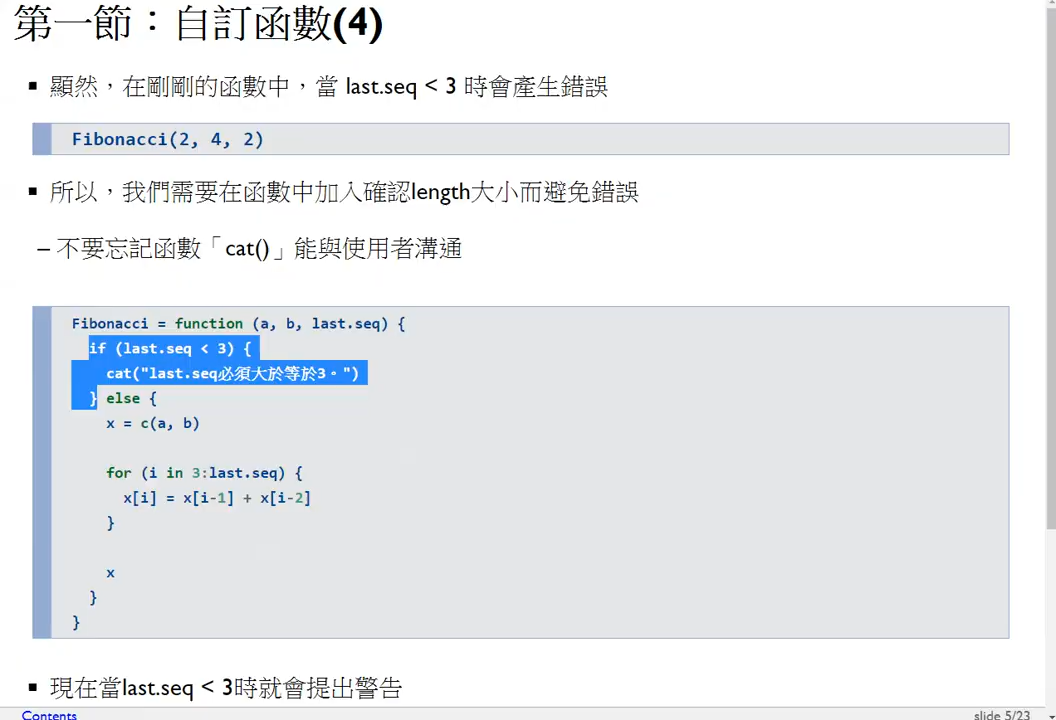 第一節：自訂函數(4)
▪ 顯然，在剛剛的函數中，當 last.seq < 3 時會產生錯誤
Fibonacci(2, 4, 2)
▪ 所以，我們需要在函數中加入確認length大小而避免錯誤
– 不要忘記函數「cat()」能與使用者溝通
Fibonacci = function (a, b, last.seq) {
  if (last.seq < 3) {
    cat("last.seq必須大於等於3。")
  } else {
    x = c(a, b)
    for (i in 3:last.seq) {
      x[i] = x[i-1] + x[i-2]
    }
    x
  }
}
▪ 現在當last.seq < 3時就會提出警告
Contents
slide 5/23